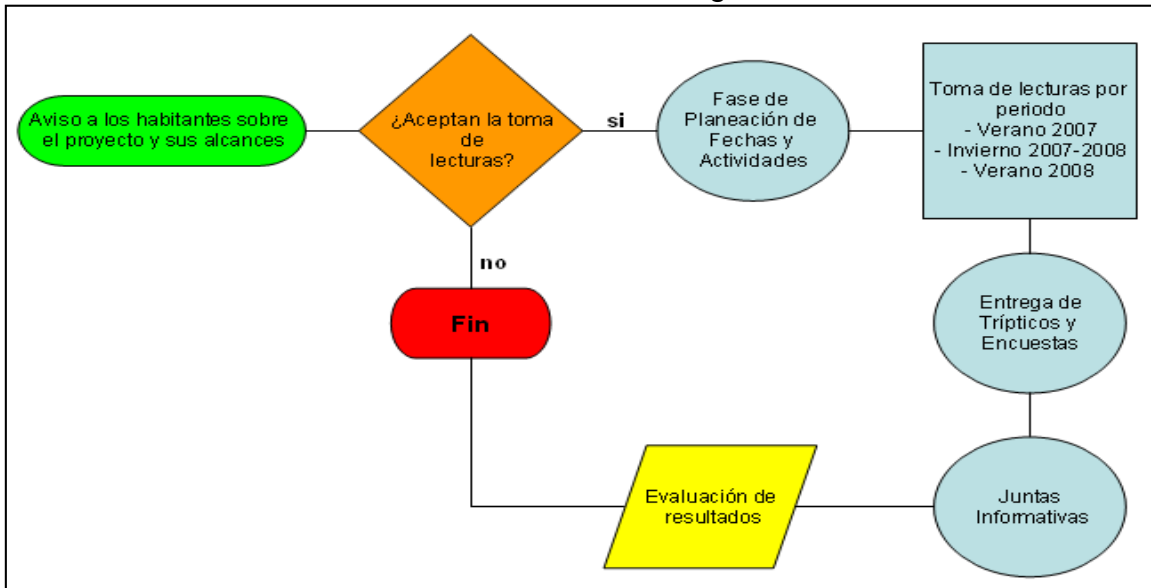 Aviso a los habitantes sobre
el proyecto y sus alcances
¿Aceptan la toma
de
lecturas?
si
Fase de
Planeación de
Fechas y
Actividades
Toma de lecturas por
periodo
- Verano 2007
- Invierno 2007-2008
- Verano 2008
no
Fin
Entrega de
Trípticos y
Encuestas
Evaluación de
resultados
Juntas
Informativas